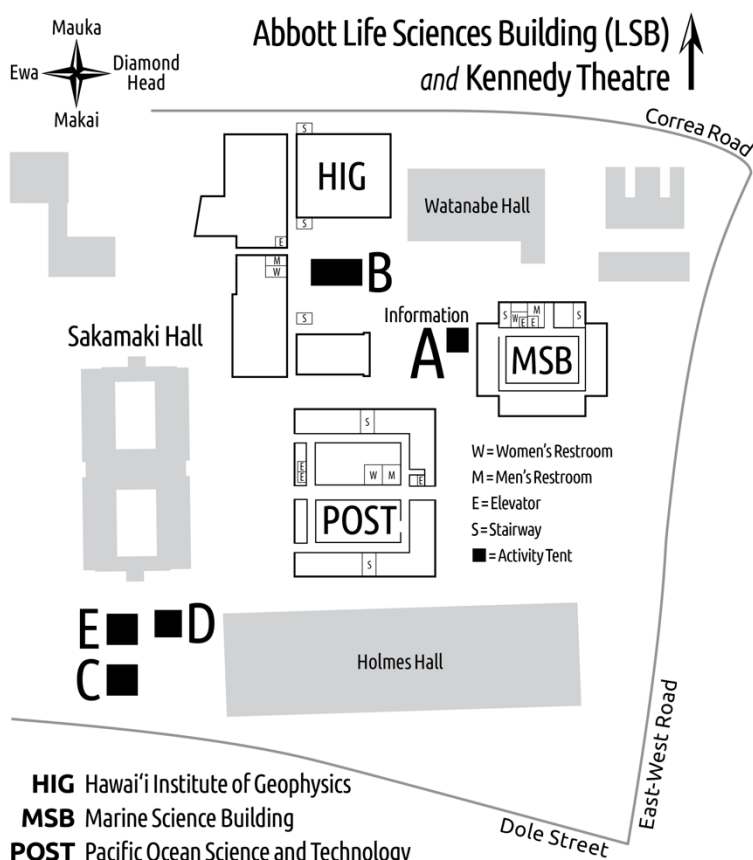 Mauka
Ewa
Diamond
Head
Makai
Abbott Life Sciences Building (LSB)
and Kennedy Theatre
Correa Road
S
HIG
Watanabe Hall
S
E
M
W
B
S
Information
A
S
W
E
E
M
S
MSB
Sakamaki Hall
S
E
E
W
M
E
POST
S
W = Women's Restroom
M = Men's Restroom
E = Elevator
S = Stairway
■ = Activity Tent
E
D
C
Holmes Hall
East-West Road
Dole Street
HIG Hawai‘i Institute of Geophysics
MSB Marine Science Building
POST Pacific Ocean Science and Technology